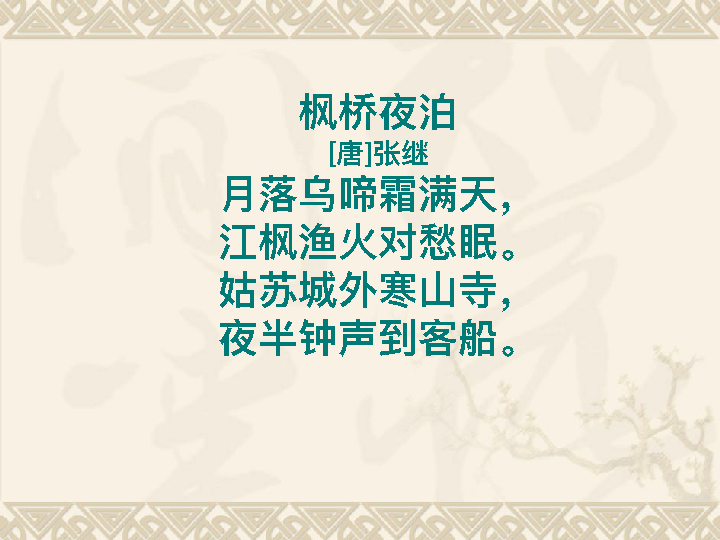 枫桥夜泊
[唐]张继
月落乌啼霜满天，
江枫渔火对愁眠。
姑苏城外寒山寺，
夜半钟声到客船。